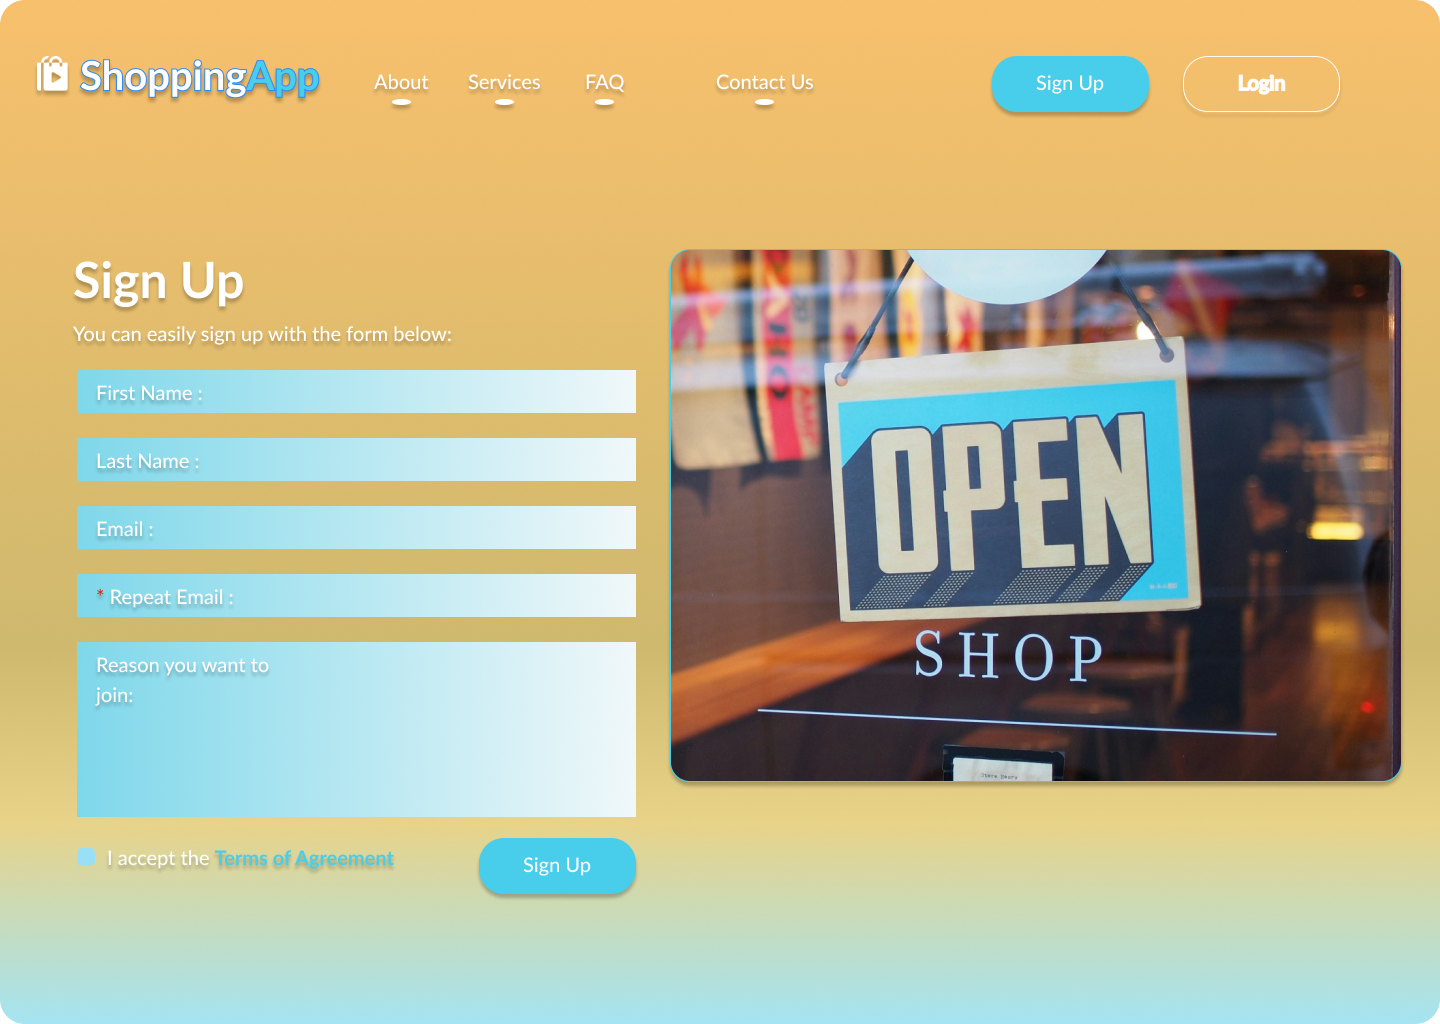 ShoppingApp
About
Services
FAQ
Contact Us
Sign Up
Login
Sign Up
You can easily sign up with the form below:
First Name :
Last Name :
Email :
* Repeat Email :
Reason you want to
join:
I accept the Terms of Agreement
Sign Up
OPEN
SHOP